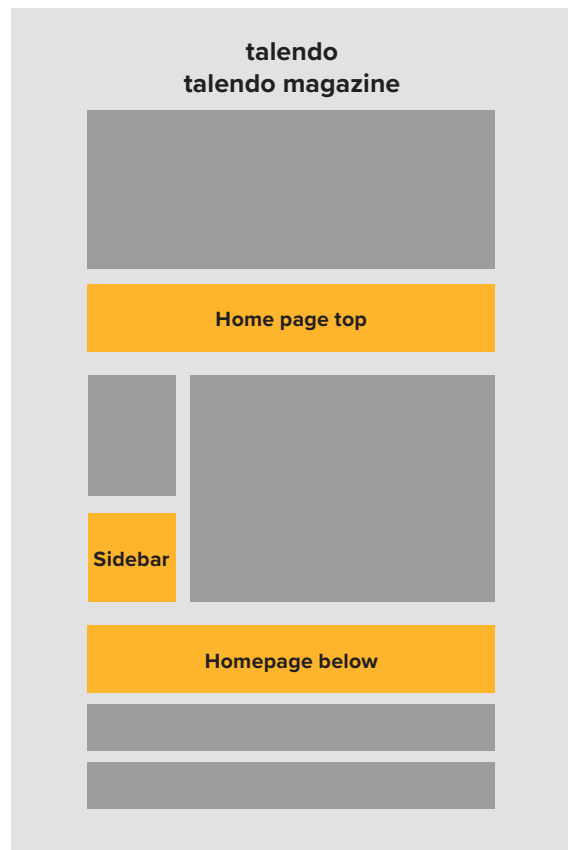 talendo
talendo magazine
Home page top
Sidebar
Homepage below